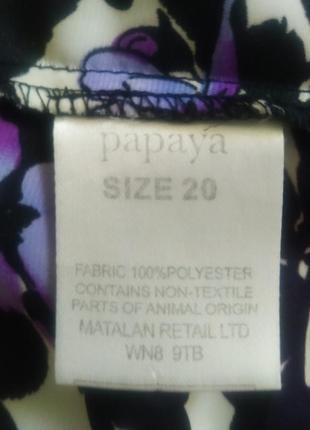 papaya
SIZE 20
FABRIC 100%POLYESTER
CONTAINS NON-TEXTILE
PARTS OF ANIMAL ORIGIN
MATALAN RETAIL LTD
WN8 9TB